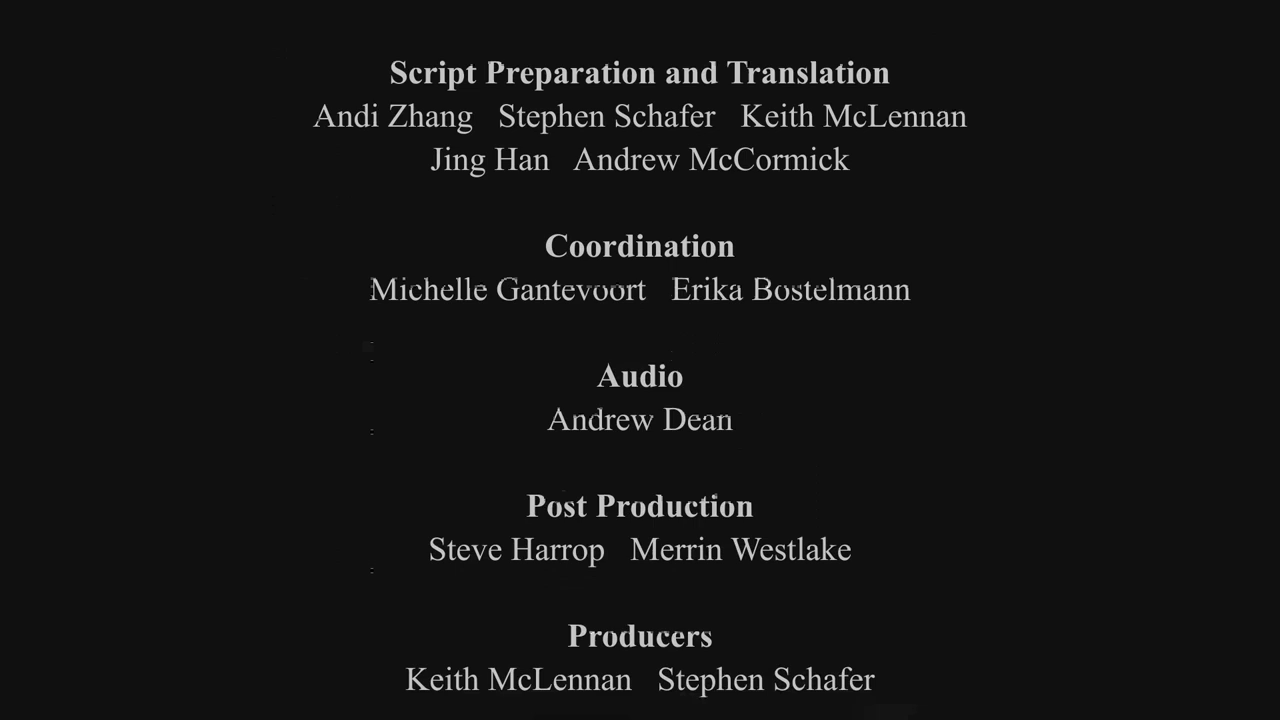 Script Preparation and Translation
Andi Zhang Stephen Schafer Keith McLennan
Jing Han Andrew McCormick
Coordination
Michelle Gantevoort Erika Bostelmann
Audio
Andrew Dean
Post Production
Steve Harrop Merrin Westlake
Producers
Keith McLennan Stephen Schafer